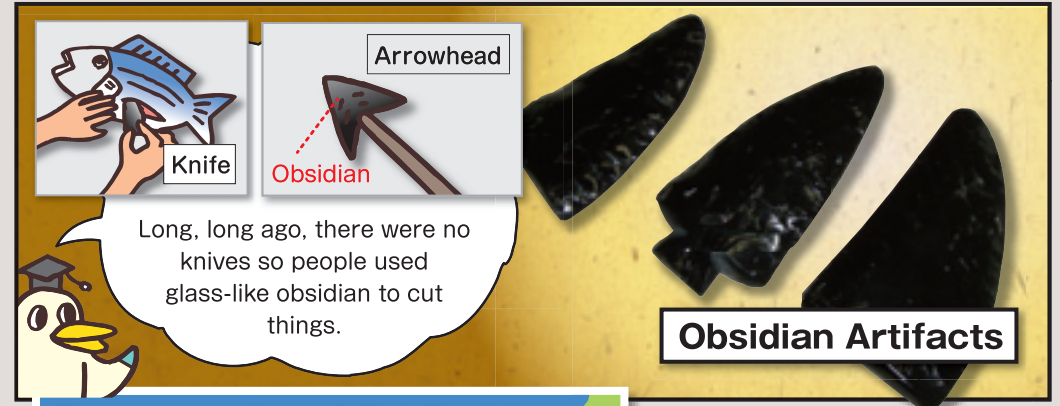 Knife
Arrowhead
Obsidian
Long, long ago, there were no
knives so people used
glass-like obsidian to cut
things.
Obsidian Artifacts